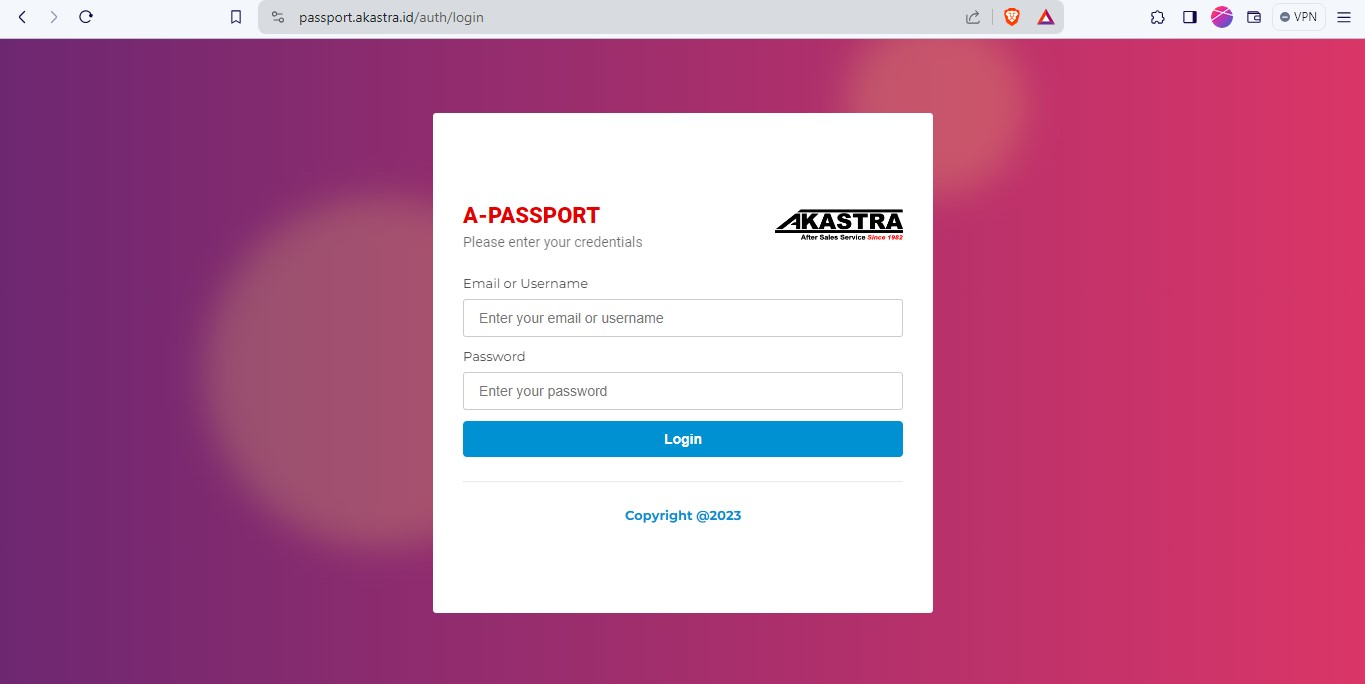 passport.akastra.id/auth/login
VPN
A-PASSPORT
AKASTRA
After Sales Service Since 1982
Please enter your credentials
Email or Username
Enter your email or username
Password
Enter your password
Login
Copyright @2023